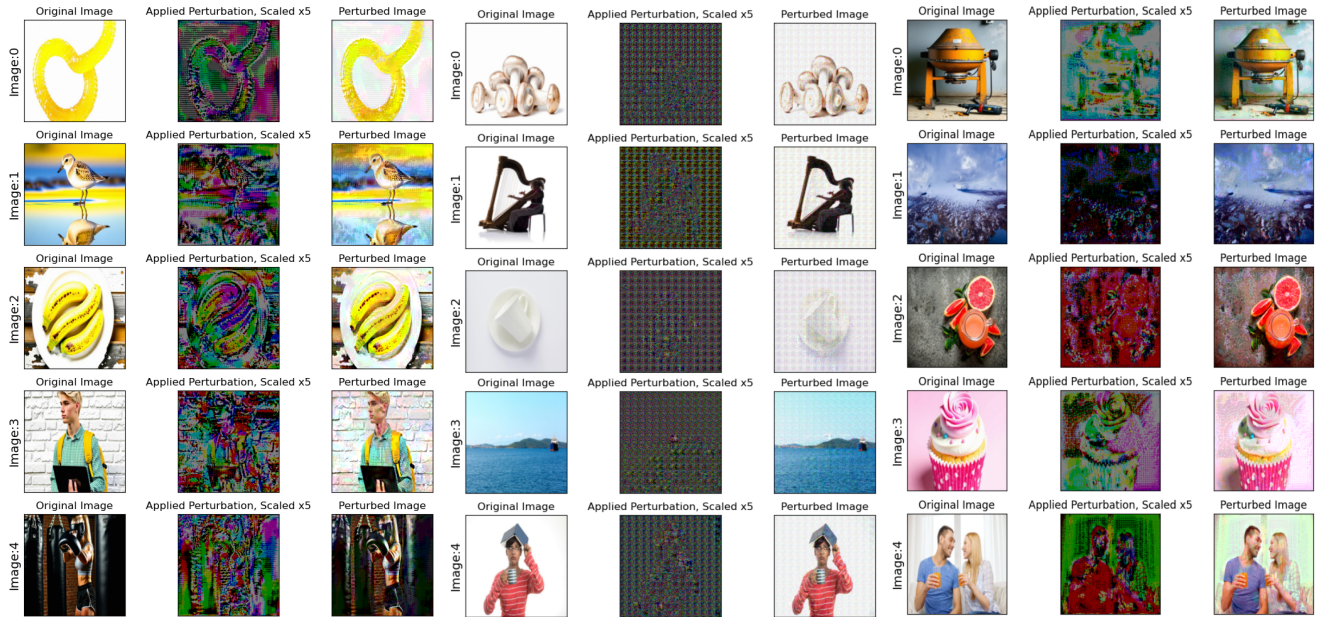 Original Image Applied Perturbation, Scaled x5 Perturbed Image Original Image Applied Perturbation, Scaled x5 Perturbed Image Original Image Applied Perturbation, Scaled x5 Perturbed Image
Image:0 Image:0 Image:0
Original Image Applied Perturbation, Scaled x5 Perturbed Image Original Image Applied Perturbation, Scaled x5 Perturbed Image Original Image Applied Perturbation, Scaled x5 Perturbed Image
Image:1 Image:1 Image:1
Original Image Applied Perturbation, Scaled x5 Perturbed Image Original Image Applied Perturbation, Scaled x5 Perturbed Image Original Image Applied Perturbation, Scaled x5 Perturbed Image
Image:2 Image:2 Image:2
Original Image Applied Perturbation, Scaled x5 Perturbed Image Original Image Applied Perturbation, Scaled x5 Perturbed Image Original Image Applied Perturbation, Scaled x5 Perturbed Image
Image:3 Image:3 Image:3
Original Image Applied Perturbation, Scaled x5 Perturbed Image Original Image Applied Perturbation, Scaled x5 Perturbed Image Original Image Applied Perturbation, Scaled x5 Perturbed Image
Image:4 Image:4 Image:4